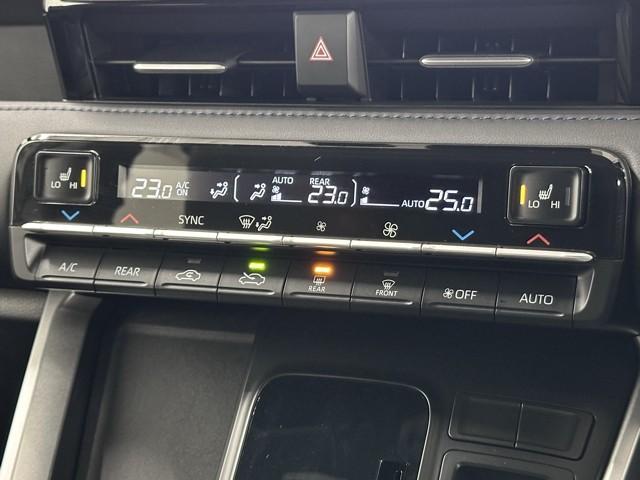 LO HI
23.0 A/C ON AUTO REAR 23.0 AUTO 25.0
LO HI
SYNC
A/C REAR REAR FRONT OFF AUTO